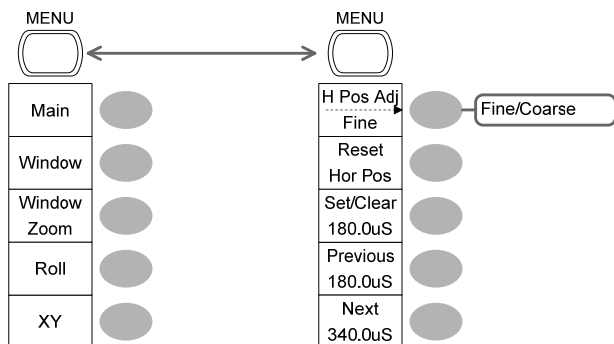 MENU
MENU
Main
Window
Window
Zoom
Roll
XY
H Pos Adj
Fine
Fine/Coarse
Reset
Hor Pos
Set/Clear
180.0uS
Previous
180.0uS
Next
340.0uS